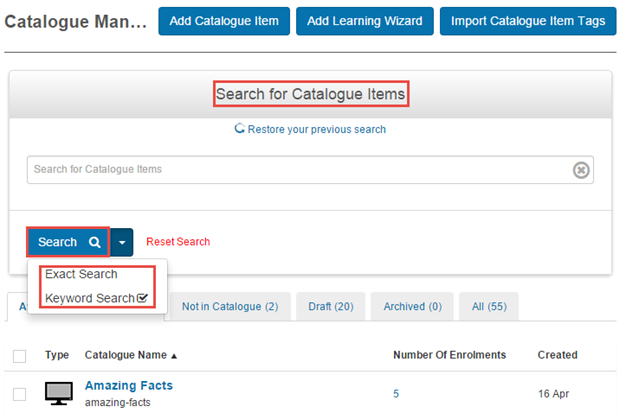 Catalogue Man... Add Catalogue Item Add Learning Wizard Import Catalogue Item Tags
Search for Catalogue Items
Restore your previous search
Search for Catalogue Items
Search Reset Search
Exact Search
Keyword Search
Not in Catalogue (2) Draft (20) Archived (0) All (55)
Type Catalogue Name Number Of Enrolments Created
Amazing Facts 5 16 Apr
amazing-facts